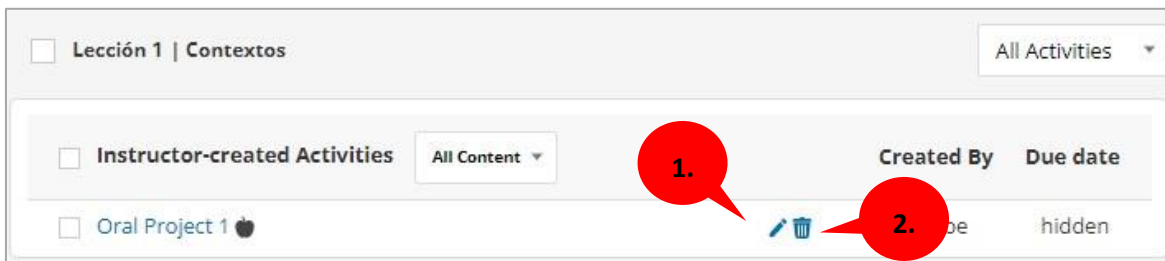 Lección 1 | Contextos
All Activities
Instructor-created Activities
All Content
1.
Created By
Due date
Oral Project 1
2.
hidden